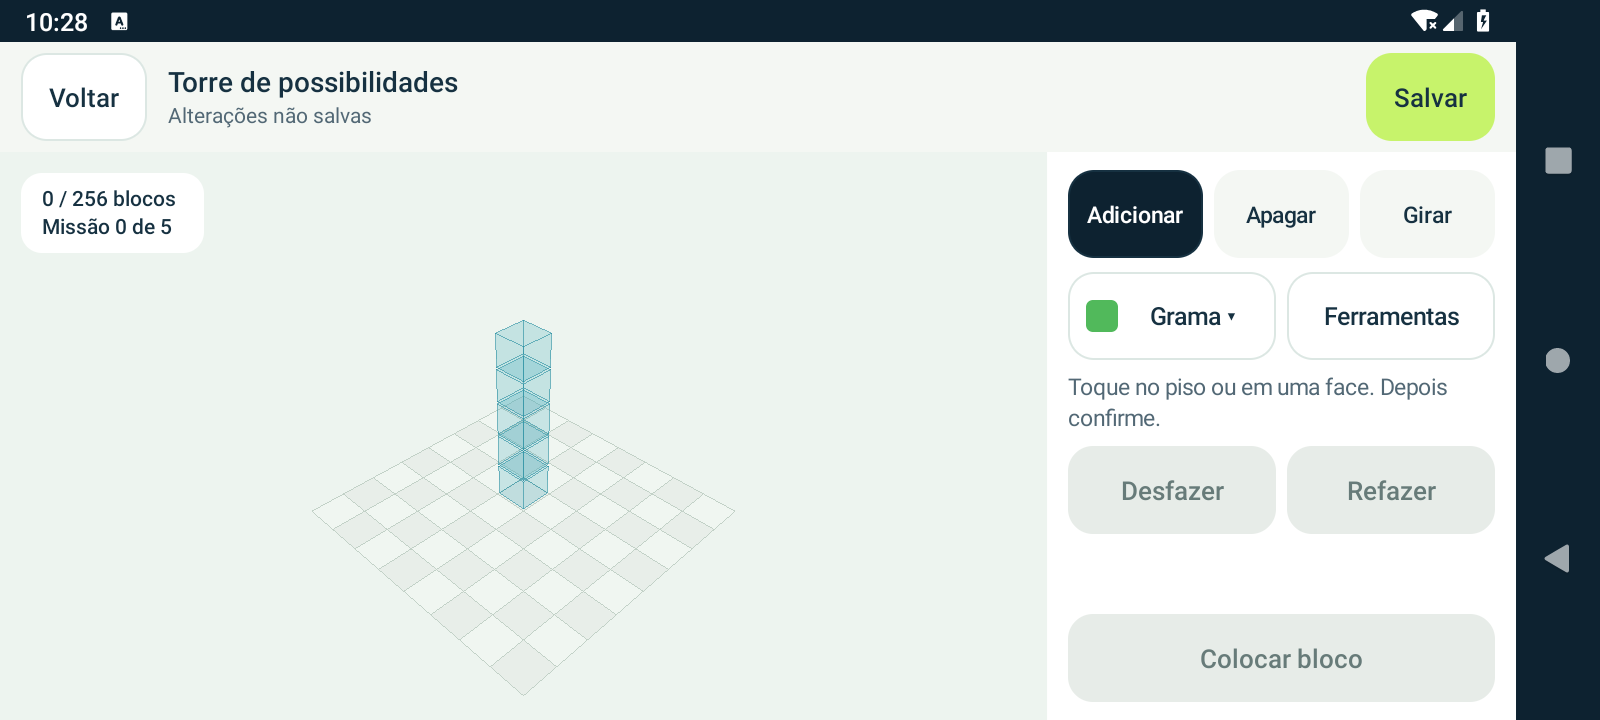 10:28
A
Voltar
Torre de possibilidades
Alterações não salvas
Salvar
0 / 256 blocos
Missão 0 de 5
Adicionar
Apagar
Girar
Grama ▾
Ferramentas
Toque no piso ou em uma face. Depois
confirme.
Desfazer
Refazer
Colocar bloco